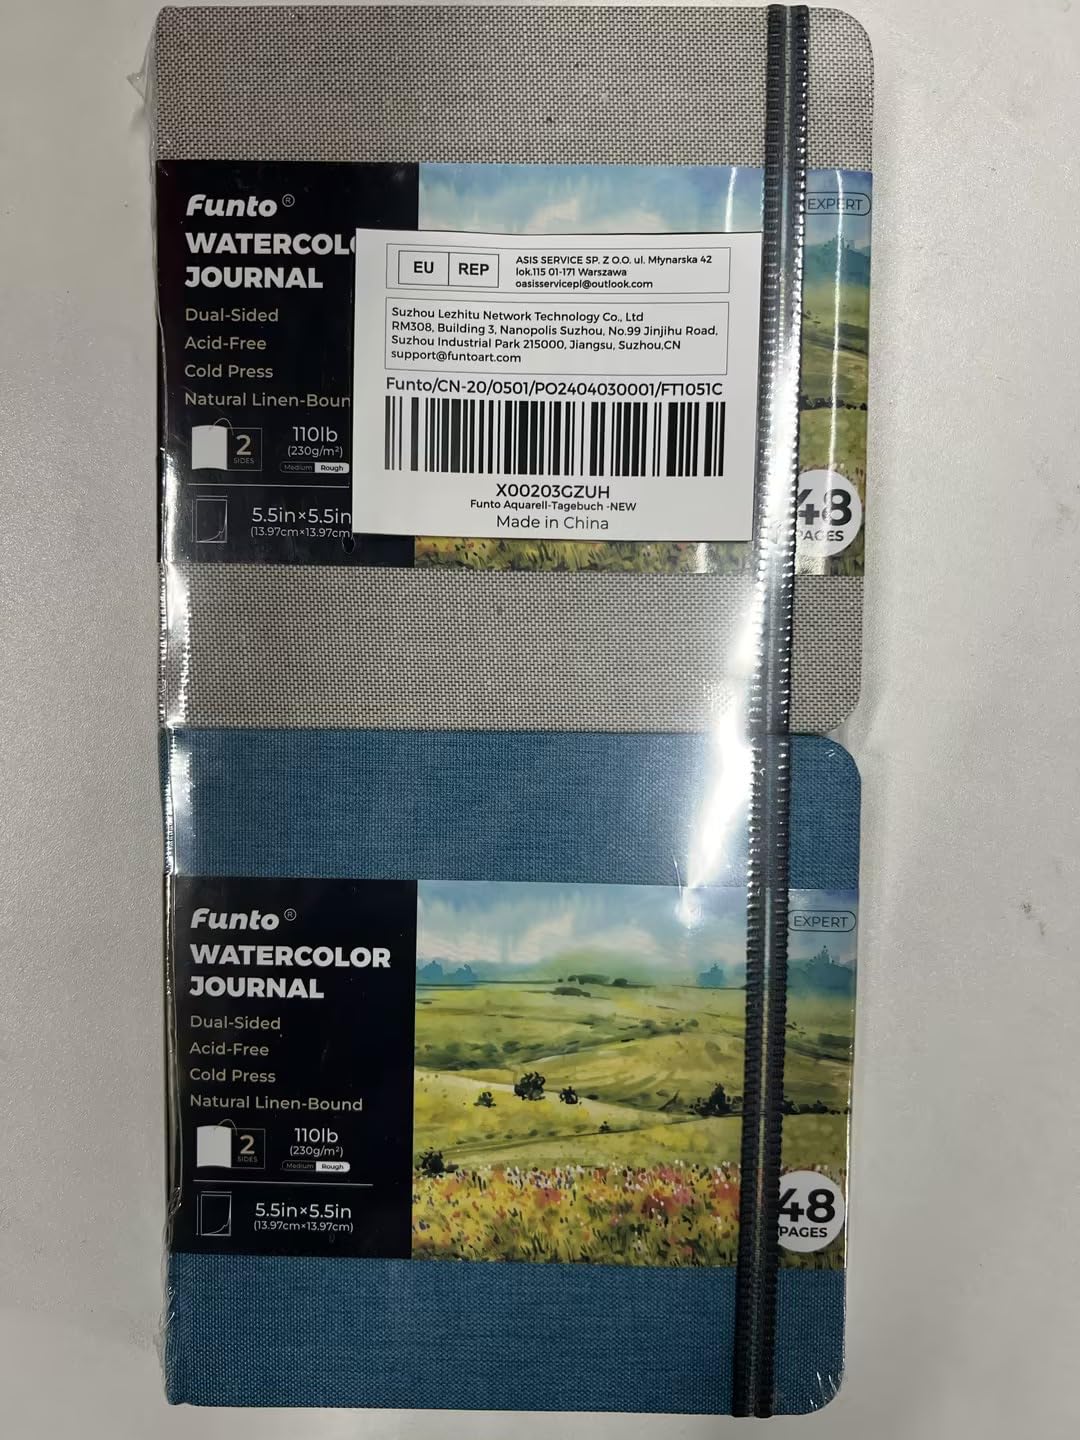 Funto®
WATERCOLO
JOURNAL
Dual-Sided
Acid-Free
Cold Press
Natural Linen-Boun
2
SIDES
110lb
(230g/m²)
Medium Rough
5.5in×5.5in
(13.97cm×13.97cm)
EXPERT
48
PAGES
EU REP
ASIS SERVICE SP. Z O.O. ul. Młynarska 42
lok.115 01-171 Warszawa
oasisservicepl@outlook.com
Suzhou Lezhitu Network Technology Co., Ltd
RM308, Building 3, Nanopolis Suzhou, No.99 Jinjihu Road,
Suzhou Industrial Park 215000, Jiangsu, Suzhou,CN
support@funtoart.com
Funto/CN-20/0501/PO2404030001/FT1051C
X00203GZUH
Funto Aquarell-Tagebuch -NEW
Made in China
Funto®
WATERCOLOR
JOURNAL
Dual-Sided
Acid-Free
Cold Press
Natural Linen-Bound
2
SIDES
110lb
(230g/m²)
Medium Rough
5.5in×5.5in
(13.97cm×13.97cm)
EXPERT
48
PAGES